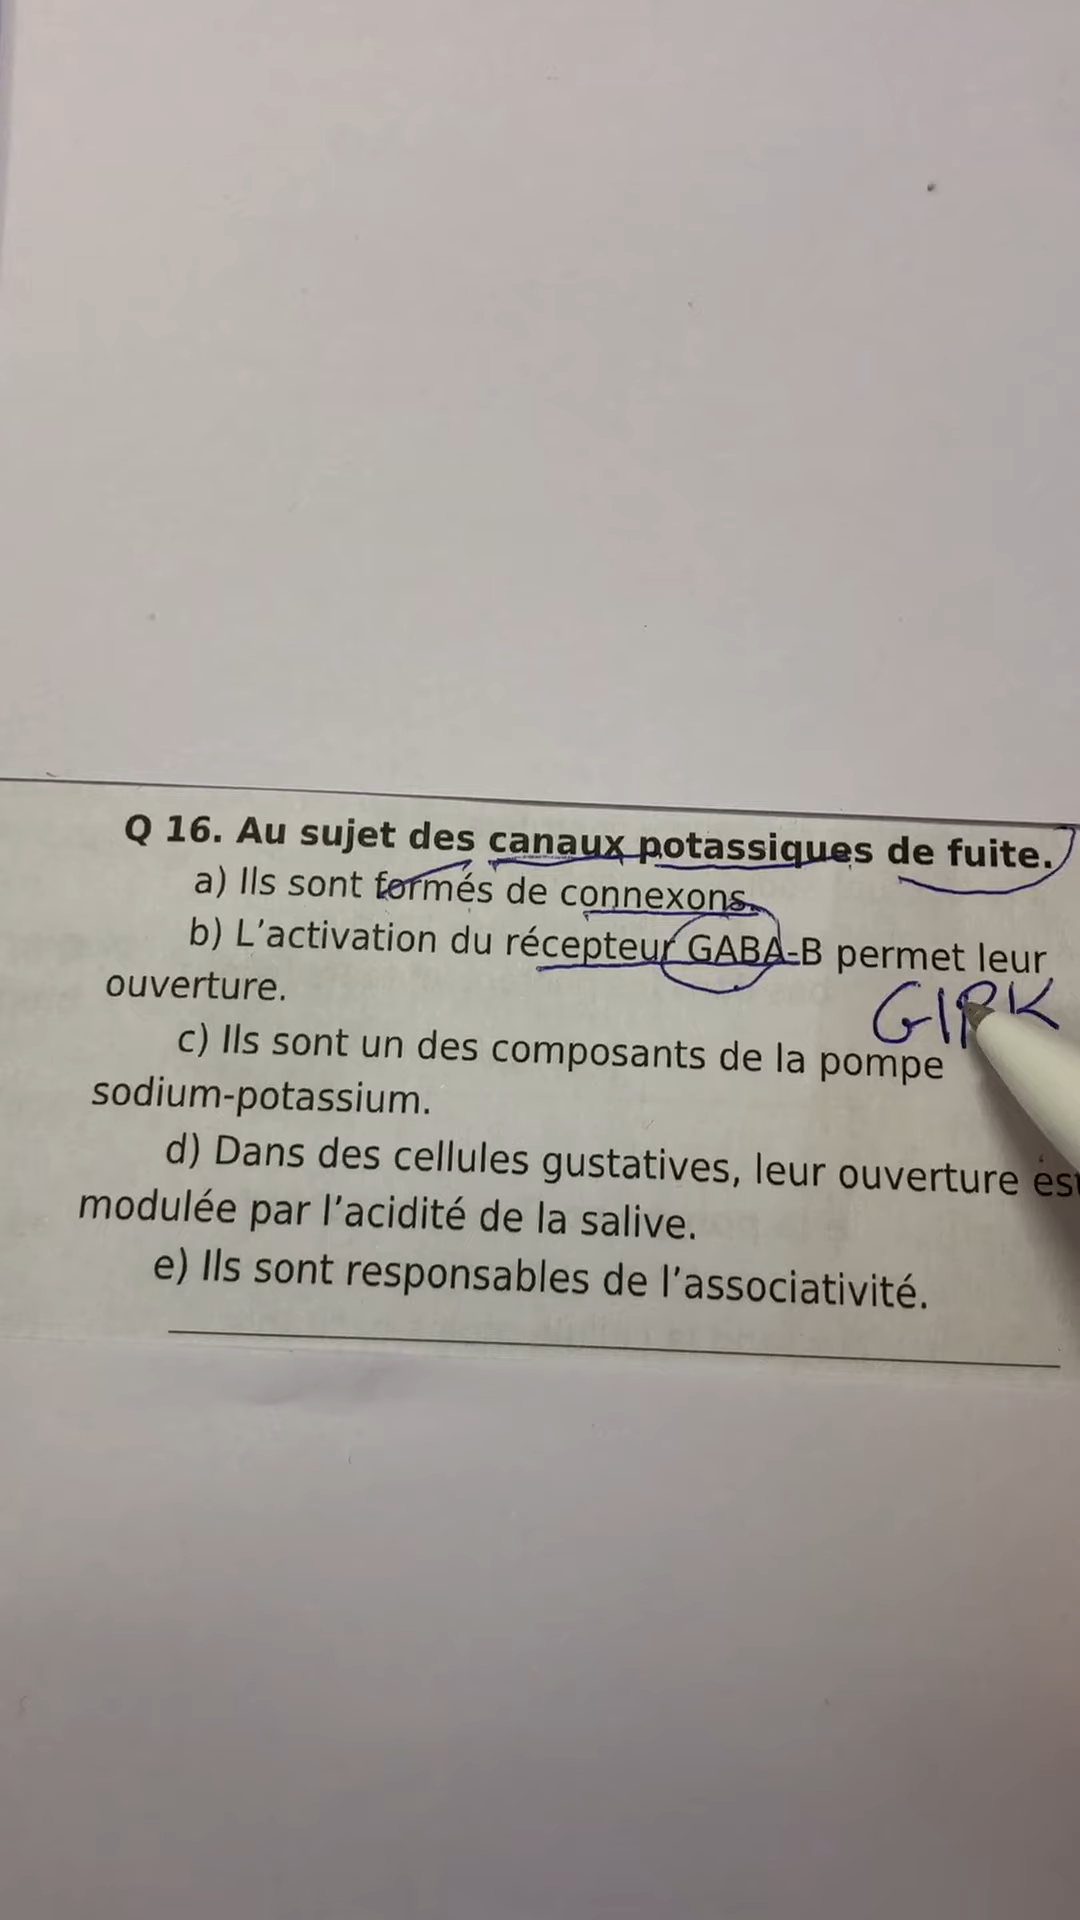 Q 16. Au sujet des canaux potassiques de fuite.
a) Ils sont formés de connexons.
b) L'activation du récepteur GABA-B permet leur
ouverture.
GIRK
c) Ils sont un des composants de la pompe
sodium-potassium.
d) Dans des cellules gustatives, leur ouverture est
modulée par l'acidité de la salive.
e) Ils sont responsables de l'associativité.